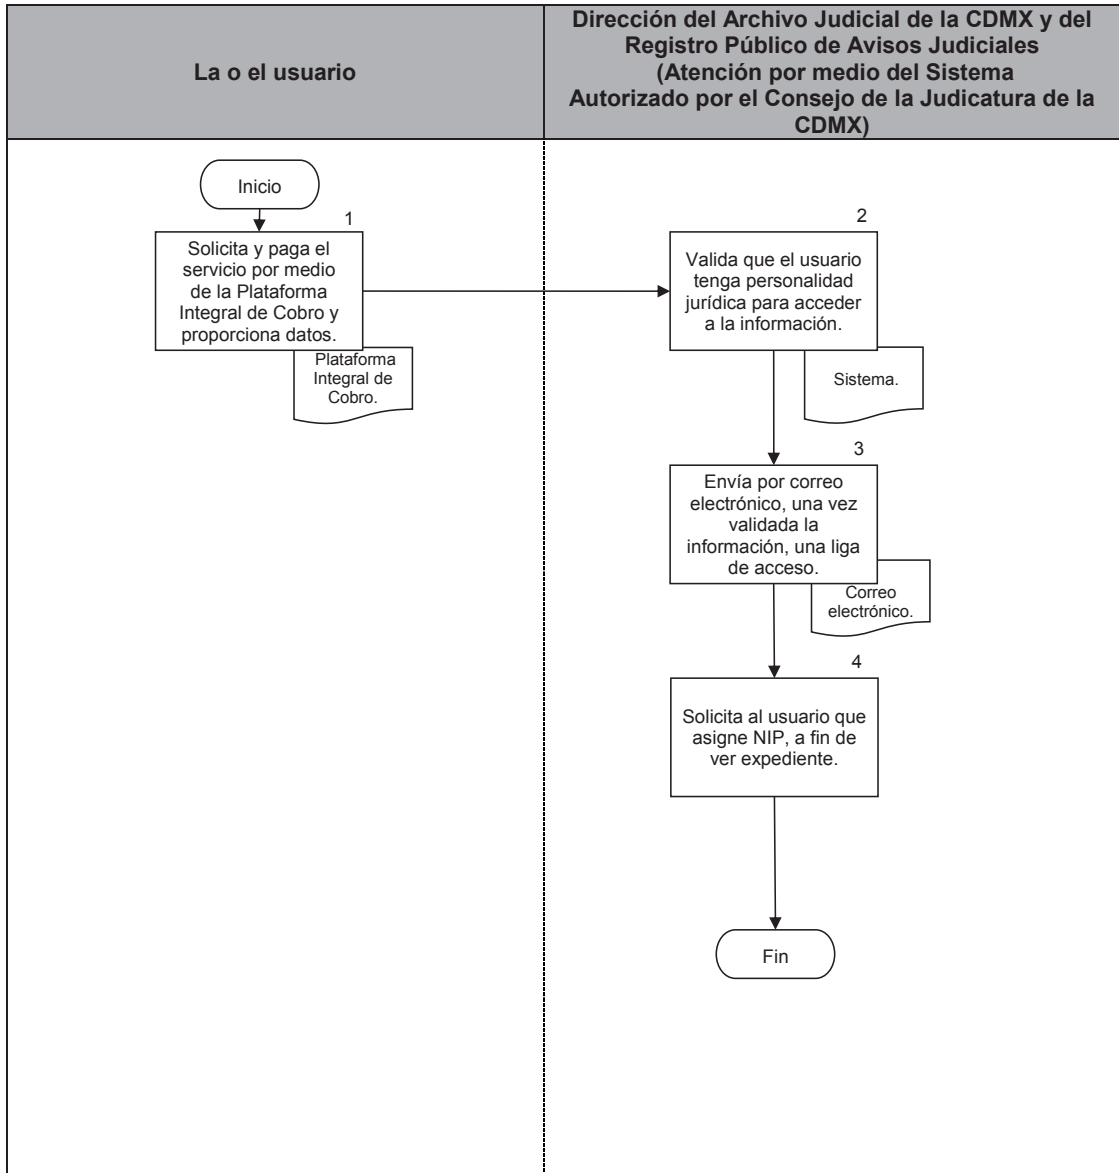 La o el usuario
Dirección del Archivo Judicial de la CDMX y del
Registro Público de Avisos Judiciales
(Atención por medio del Sistema
Autorizado por el Consejo de la Judicatura de la
CDMX)
Inicio
1
Solicita y paga el
servicio por medio
de la Plataforma
Integral de Cobro y
proporciona datos.
Plataforma
Integral de
Cobro.
2
Valida que el usuario
tenga personalidad
jurídica para acceder
a la información.
Sistema.
3
Envía por correo
electrónico, una vez
validada la
información, una liga
de acceso.
Correo
electrónico.
4
Solicita al usuario que
asigne NIP, a fin de
ver expediente.
Fin